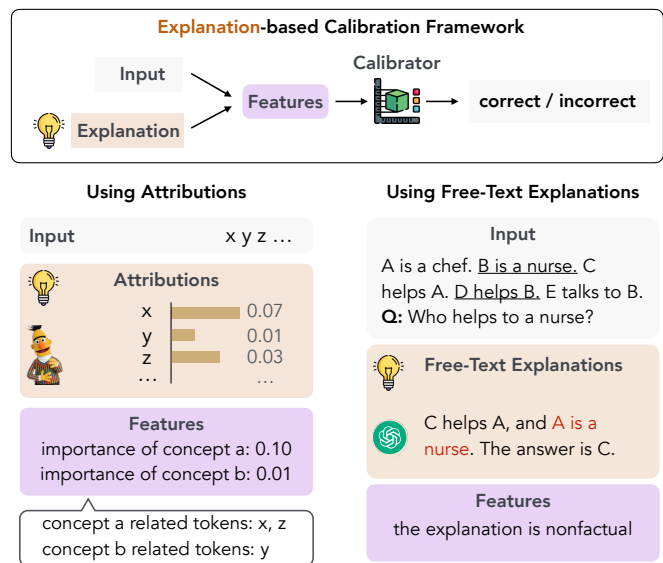 Explanation-based Calibration Framework
Input
Explanation
Features
Calibrator
correct / incorrect
Using Attributions
Input
x y z ...
Attributions
x 0.07
y 0.01
z 0.03
... ...
Features
importance of concept a: 0.10
importance of concept b: 0.01
concept a related tokens: x, z
concept b related tokens: y
Using Free-Text Explanations
Input
A is a chef. B is a nurse. C
helps A. D helps B. E talks to B.
Q: Who helps to a nurse?
Free-Text Explanations
C helps A, and A is a
nurse. The answer is C.
Features
the explanation is nonfactual